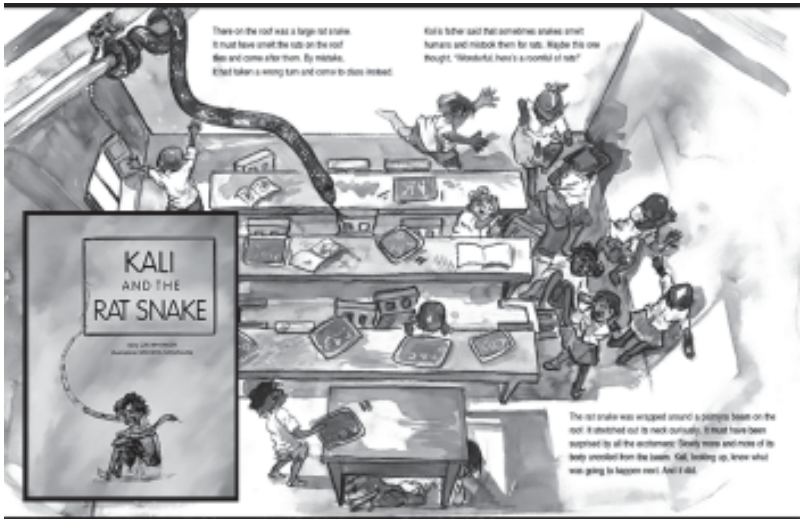 There on the roof was a large rat snake.
It must have smelt the rats on the roof
tiles and come after them. By mistake,
it had taken a wrong turn and come to class instead.
Kali's father said that sometimes snakes smelt
humans and mistook them for rats. Maybe this one
thought, "Wonderful, here's a roomful of rats!"
KALI
AND THE
RAT SNAKE
The rat snake was wrapped around a palmyra beam on the
roof. It stretched out its neck curiously. It must have been
surprised by all the excitement. Slowly more and more of its
body uncoiled from the beam. Kali, looking up, knew what
was going to happen next. And it did.